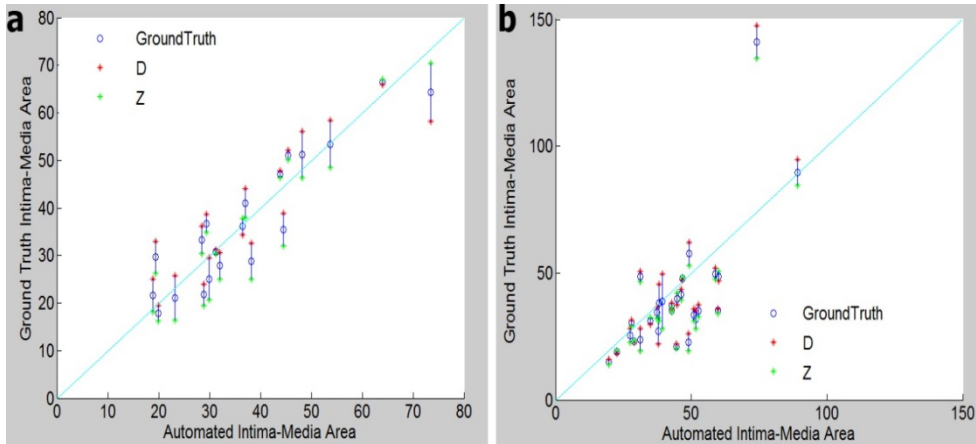 a
80
70
60
50
40
30
20
10
0
Ground Truth Intima-Media Area
GroundTruth
D
Z
0 10 20 30 40 50 60 70 80
Automated Intima-Media Area
b
150
100
50
0
Ground Truth Intima-Media Area
GroundTruth
D
Z
0 50 100 150
Automated Intima-Media Area